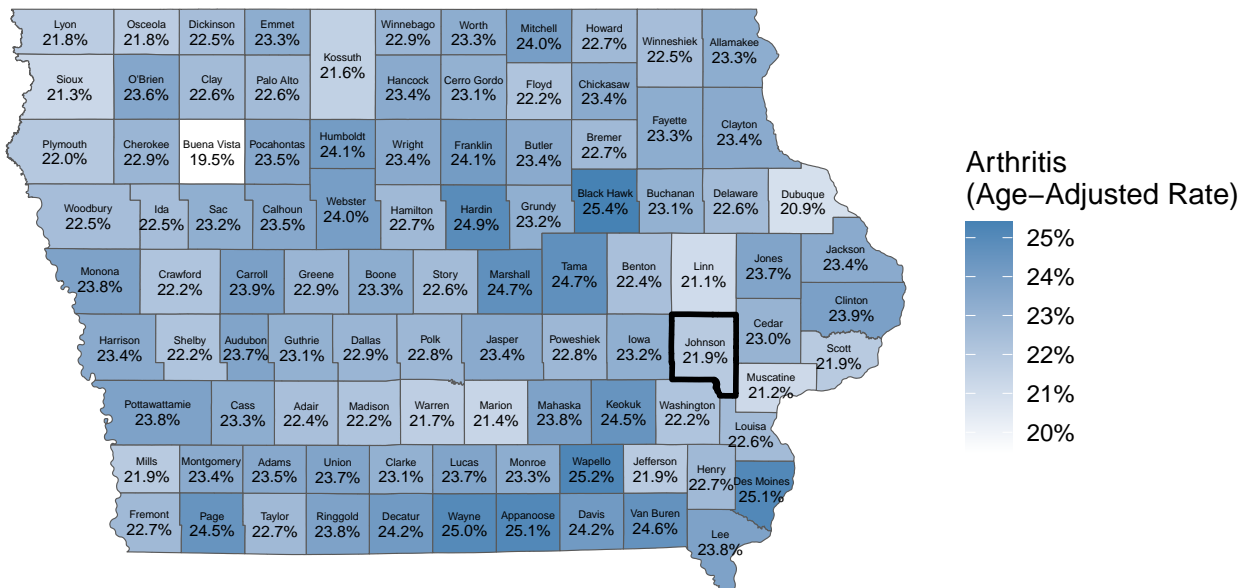 Lyon
21.8%
Osceola
21.8%
Dickinson
22.5%
Emmet
23.3%
Kossuth
21.6%
Winnebago
22.9%
Worth
23.3%
Mitchell
24.0%
Howard
22.7%
Winneshiek
22.5%
Allamakee
23.3%
Sioux
21.3%
O'Brien
23.6%
Clay
22.6%
Palo Alto
22.6%
Hancock
23.4%
Cerro Gordo
23.1%
Floyd
22.2%
Chickasaw
23.4%
Fayette
23.3%
Clayton
23.4%
Plymouth
22.0%
Cherokee
22.9%
Buena Vista
19.5%
Pocahontas
23.5%
Humboldt
24.1%
Wright
23.4%
Franklin
24.1%
Butler
23.4%
Bremer
22.7%
Woodbury
22.5%
Ida
22.5%
Sac
23.2%
Calhoun
23.5%
Webster
24.0%
Hamilton
22.7%
Hardin
24.9%
Grundy
23.2%
Black Hawk
25.4%
Buchanan
23.1%
Delaware
22.6%
Dubuque
20.9%
Monona
23.8%
Crawford
22.2%
Carroll
23.9%
Greene
22.9%
Boone
23.3%
Story
22.6%
Marshall
24.7%
Tama
24.7%
Benton
22.4%
Linn
21.1%
Jones
23.7%
Jackson
23.4%
Clinton
23.9%
Harrison
23.4%
Shelby
22.2%
Audubon
23.7%
Guthrie
23.1%
Dallas
22.9%
Polk
22.8%
Jasper
23.4%
Poweshiek
22.8%
Iowa
23.2%
Johnson
21.9%
Cedar
23.0%
Scott
21.9%
Muscatine
21.2%
Pottawattamie
23.8%
Cass
23.3%
Adair
22.4%
Madison
22.2%
Warren
21.7%
Marion
21.4%
Mahaska
23.8%
Keokuk
24.5%
Washington
22.2%
Louisa
22.6%
Mills
21.9%
Montgomery
23.4%
Adams
23.5%
Union
23.7%
Clarke
23.1%
Lucas
23.7%
Monroe
23.3%
Wapello
25.2%
Jefferson
21.9%
Henry
22.7%
Des Moines
25.1%
Fremont
22.7%
Page
24.5%
Taylor
22.7%
Ringgold
23.8%
Decatur
24.2%
Wayne
25.0%
Appanoose
25.1%
Davis
24.2%
Van Buren
24.6%
Lee
23.8%
Arthritis
(Age−Adjusted Rate)
25%
24%
23%
22%
21%
20%